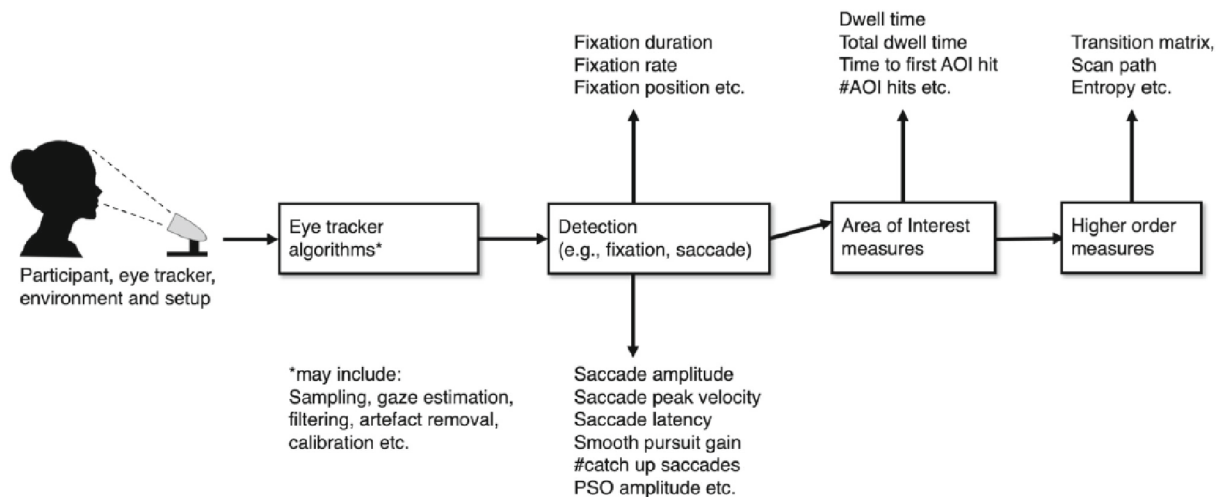 Participant, eye tracker,
environment and setup
Eye tracker
algorithms*
*may include:
Sampling, gaze estimation,
filtering, artefact removal,
calibration etc.
Fixation duration
Fixation rate
Fixation position etc.
Detection
(e.g., fixation, saccade)
Saccade amplitude
Saccade peak velocity
Saccade latency
Smooth pursuit gain
#catch up saccades
PSO amplitude etc.
Dwell time
Total dwell time
Time to first AOI hit
#AOI hits etc.
Area of Interest
measures
Transition matrix,
Scan path
Entropy etc.
Higher order
measures